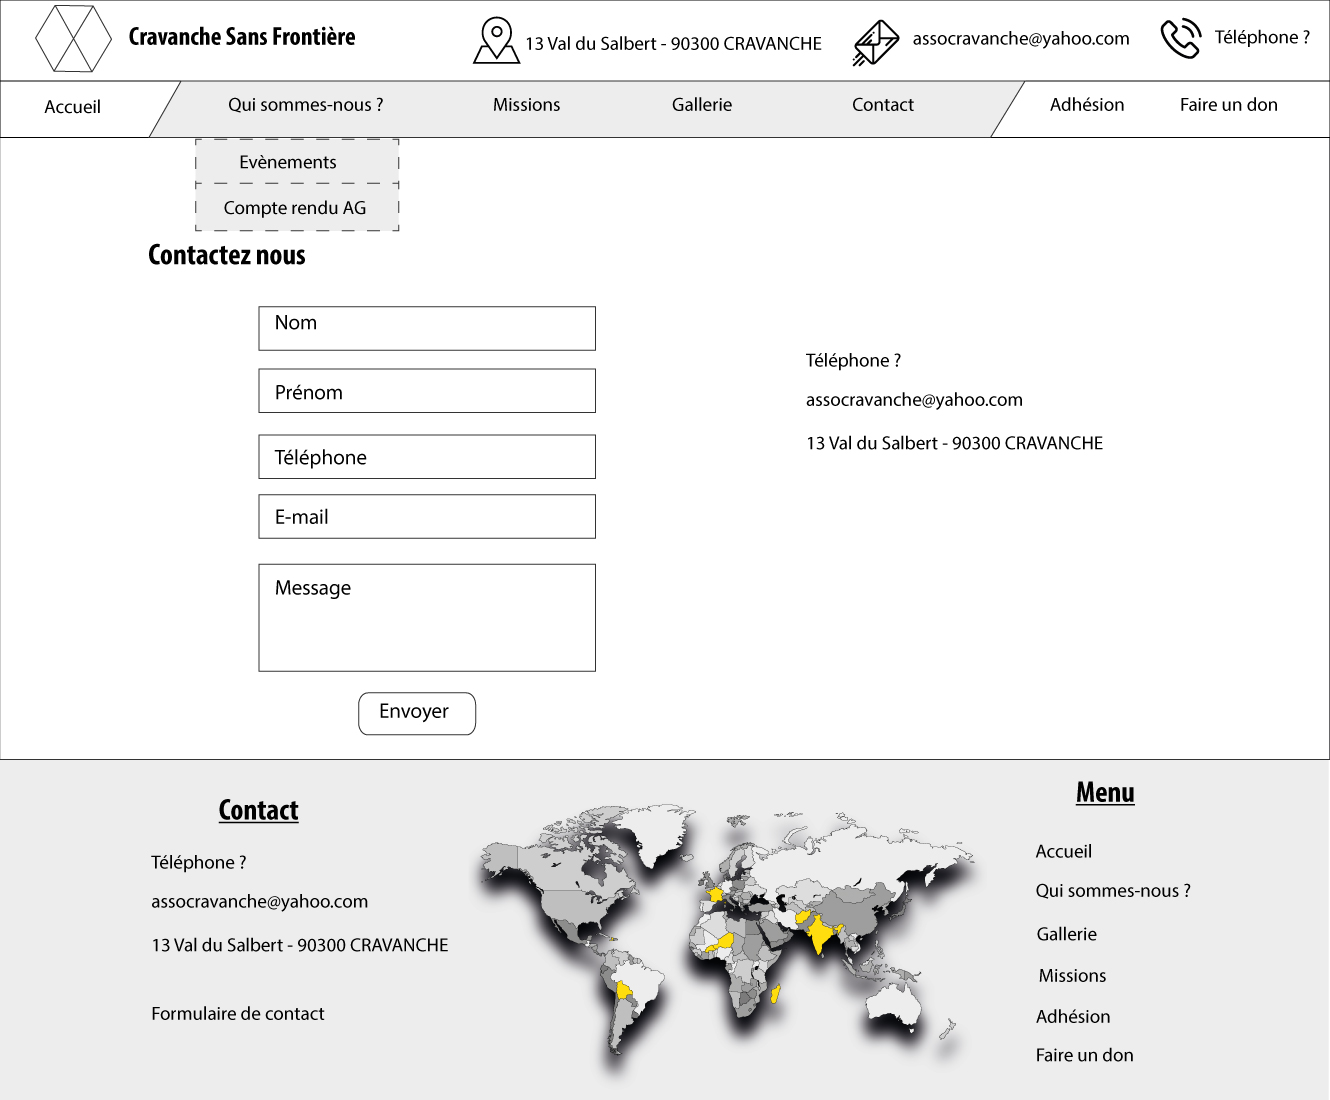 Cravanche Sans Frontière
13 Val du Salbert - 90300 CRAVANCHE
assocravanche@yahoo.com
Téléphone ?
Accueil
Qui sommes-nous ?
Missions
Gallerie
Contact
Adhésion
Faire un don
Evènements
Compte rendu AG
Contactez nous
Nom
Prénom
Téléphone
E-mail
Message
Envoyer
Téléphone ?
assocravanche@yahoo.com
13 Val du Salbert - 90300 CRAVANCHE
Contact
Téléphone ?
assocravanche@yahoo.com
13 Val du Salbert - 90300 CRAVANCHE
Formulaire de contact
Menu
Accueil
Qui sommes-nous ?
Gallerie
Missions
Adhésion
Faire un don